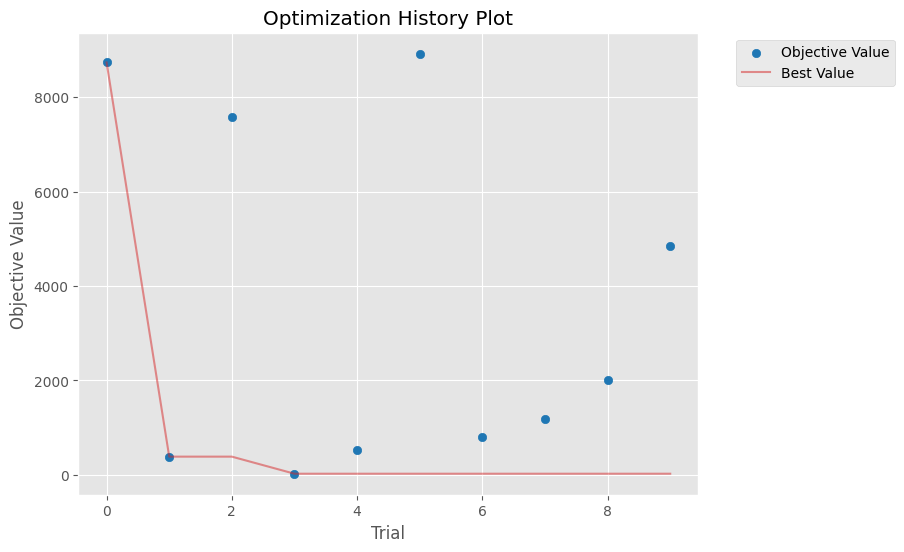 Optimization History Plot
Objective Value
Best Value
8000
6000
4000
2000
0
Objective Value
0 2 4 6 8
Trial